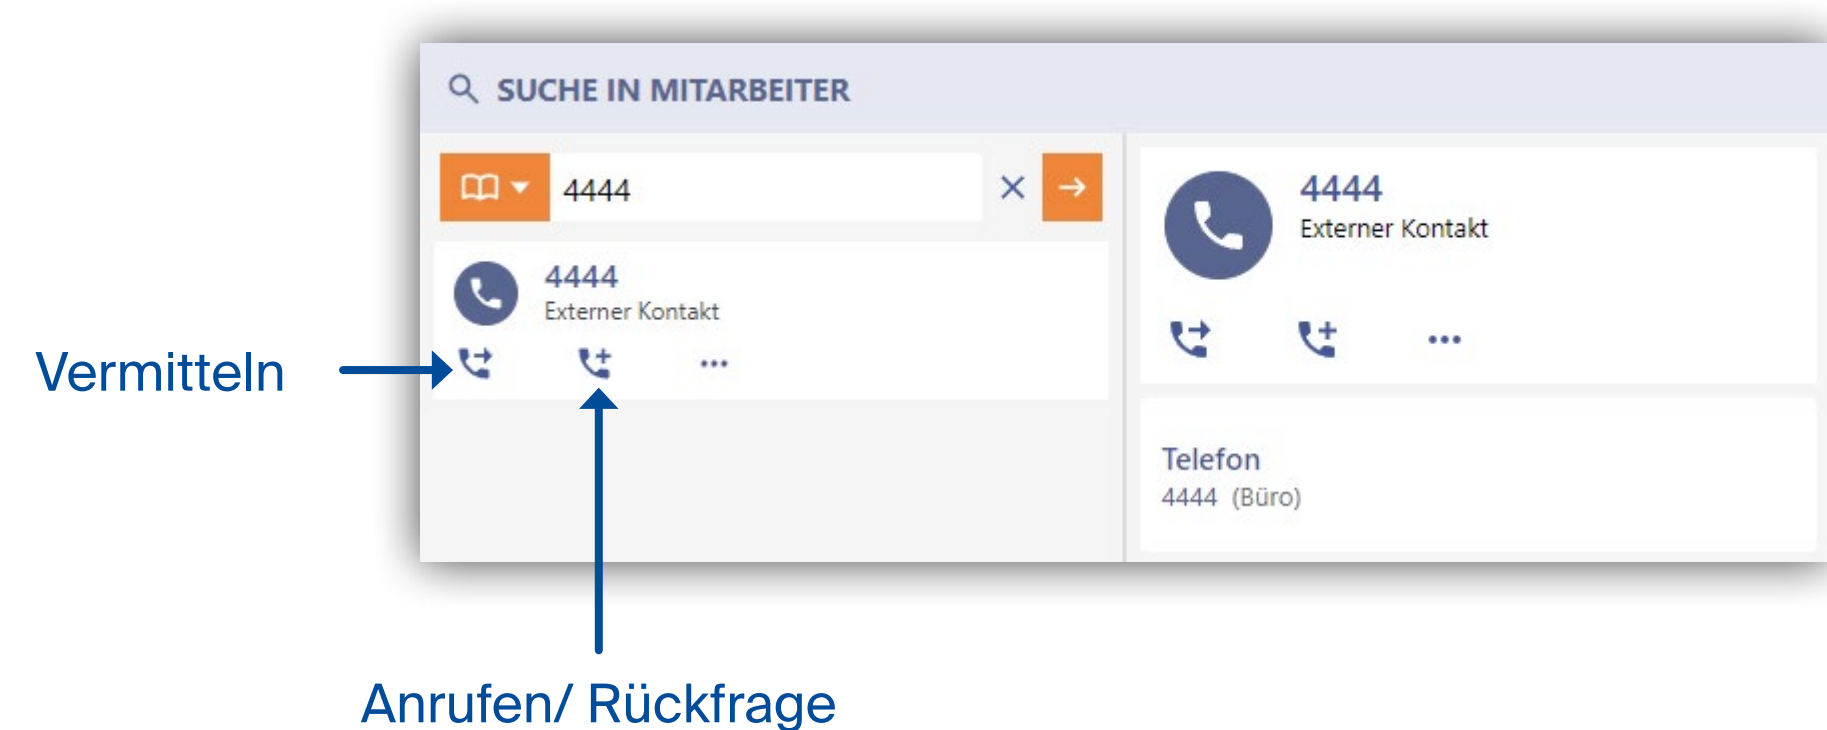 SUCHE IN MITARBEITER
4444
4444
Externer Kontakt
Vermitteln
Anrufen/ Rückfrage
4444
Externer Kontakt
Telefon
4444 (Büro)